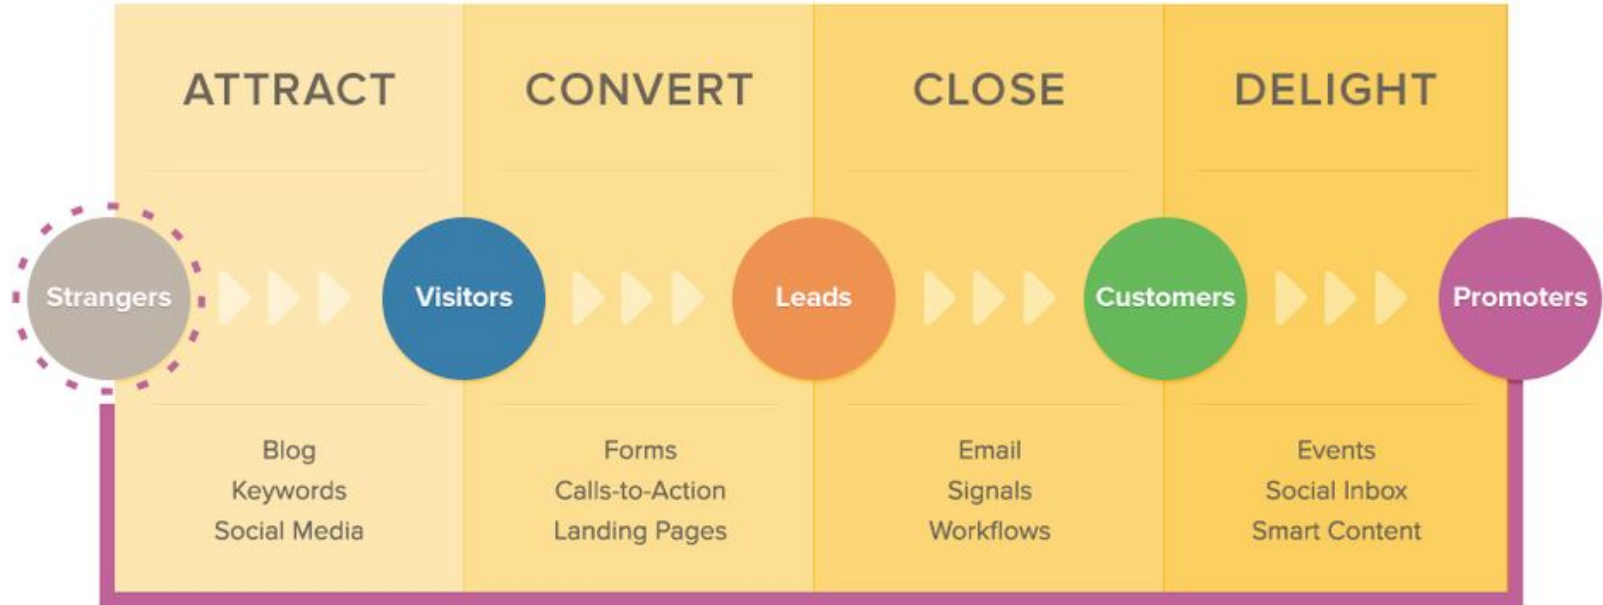 ATTRACT
CONVERT
CLOSE
DELIGHT
Strangers
Visitors
Leads
Customers
Promoters
Blog
Keywords
Social Media
Forms
Calls-to-Action
Landing Pages
Email
Signals
Workflows
Events
Social Inbox
Smart Content